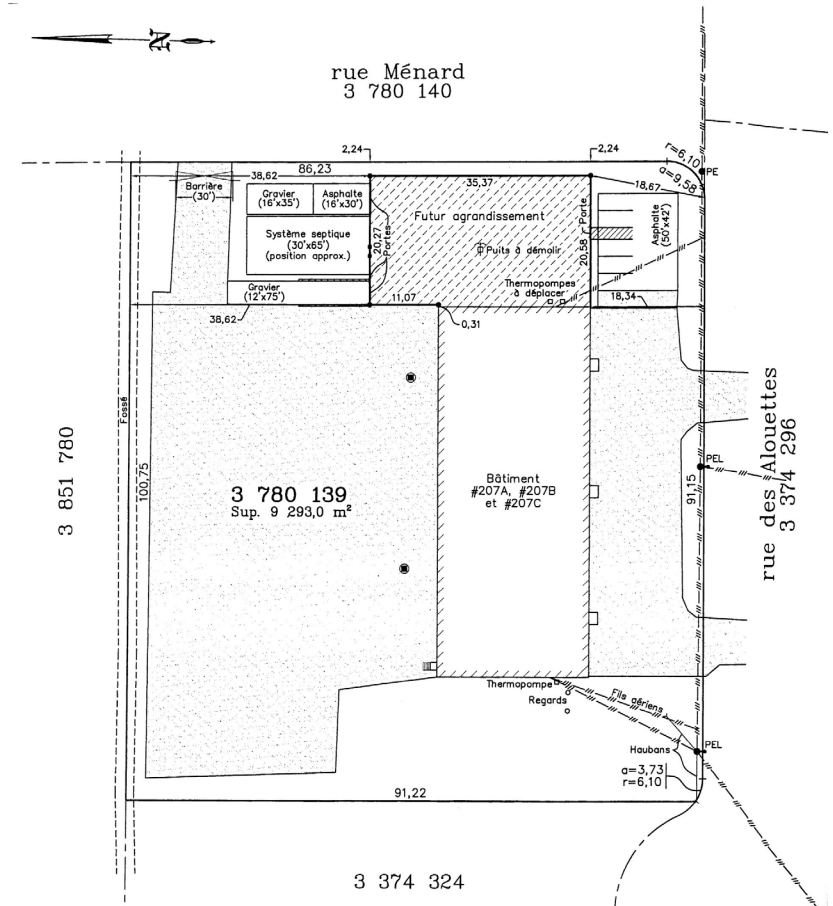 N
rue Ménard
3 780 140
2,24
2,24
r=6,10
a=9,58
PE
86,23
38,62
35,37
18,67
Barrière
(30')
Gravier
(16'x35')
Asphalte
(16'x30')
Système septique
(30'x65')
(position approx.)
Gravier
(12'x75')
20,27
Portes
Futur agrandissement
Puits à démolir
Thermopompes
à déplacer
20,58
Porte
Asphalte
(50'x42')
18,34
38,62
11,07
0,31
Fossé
3 851 780
100,75
3 780 139
Sup. 9 293,0 m²
Bâtiment
#207A, #207B
et #207C
PEL
91,15
rue des Alouettes
3 374 296
Thermopompe
Regards
Fils aériens
Haubans
PEL
a=3,73
r=6,10
91,22
3 374 324